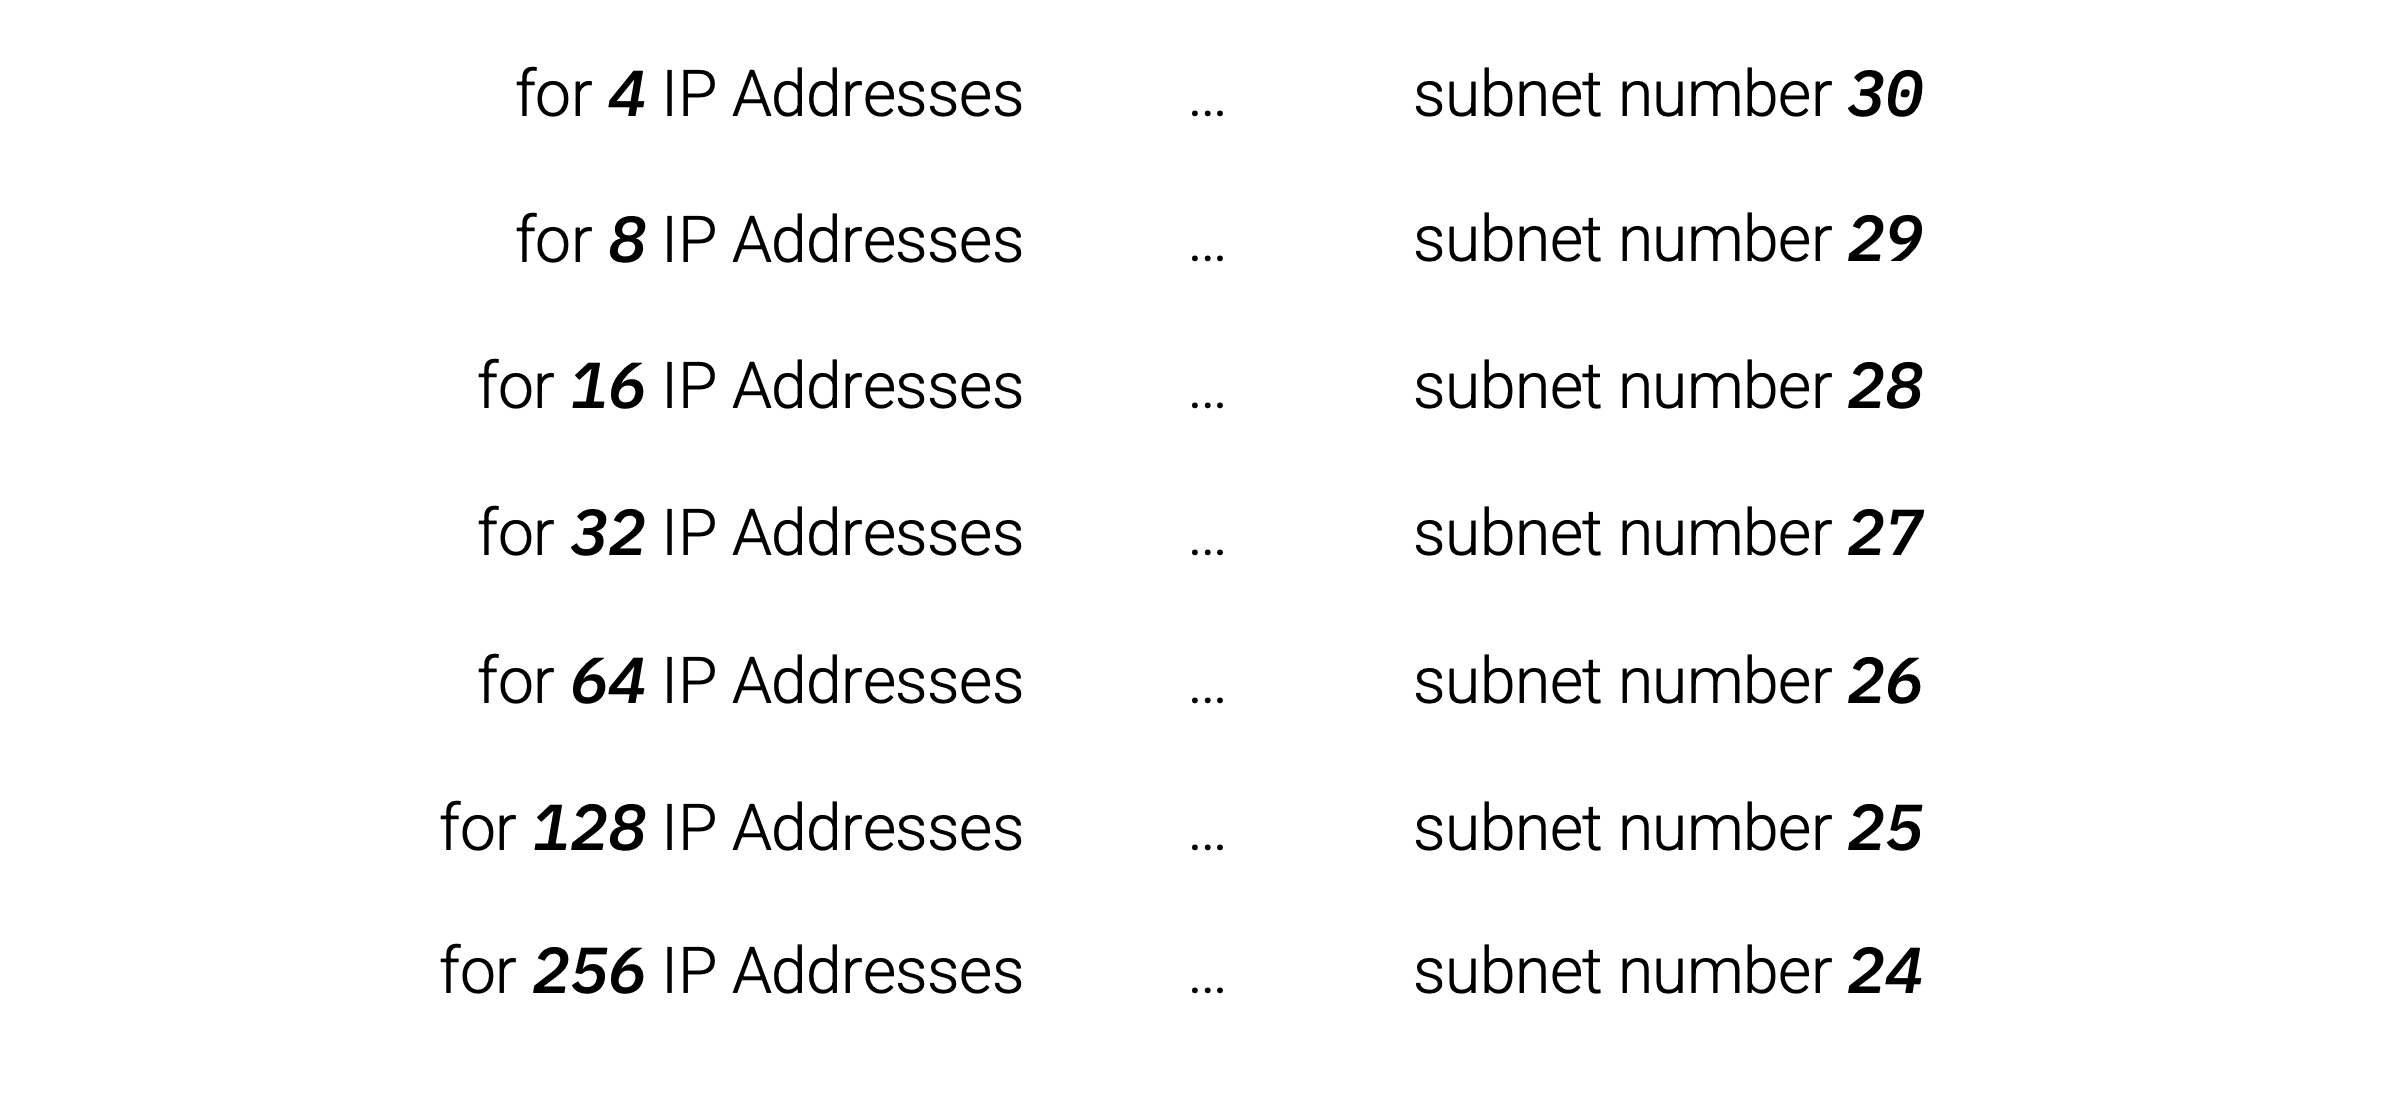 for 4 IP Addresses ... subnet number 30
for 8 IP Addresses ... subnet number 29
for 16 IP Addresses ... subnet number 28
for 32 IP Addresses ... subnet number 27
for 64 IP Addresses ... subnet number 26
for 128 IP Addresses ... subnet number 25
for 256 IP Addresses ... subnet number 24